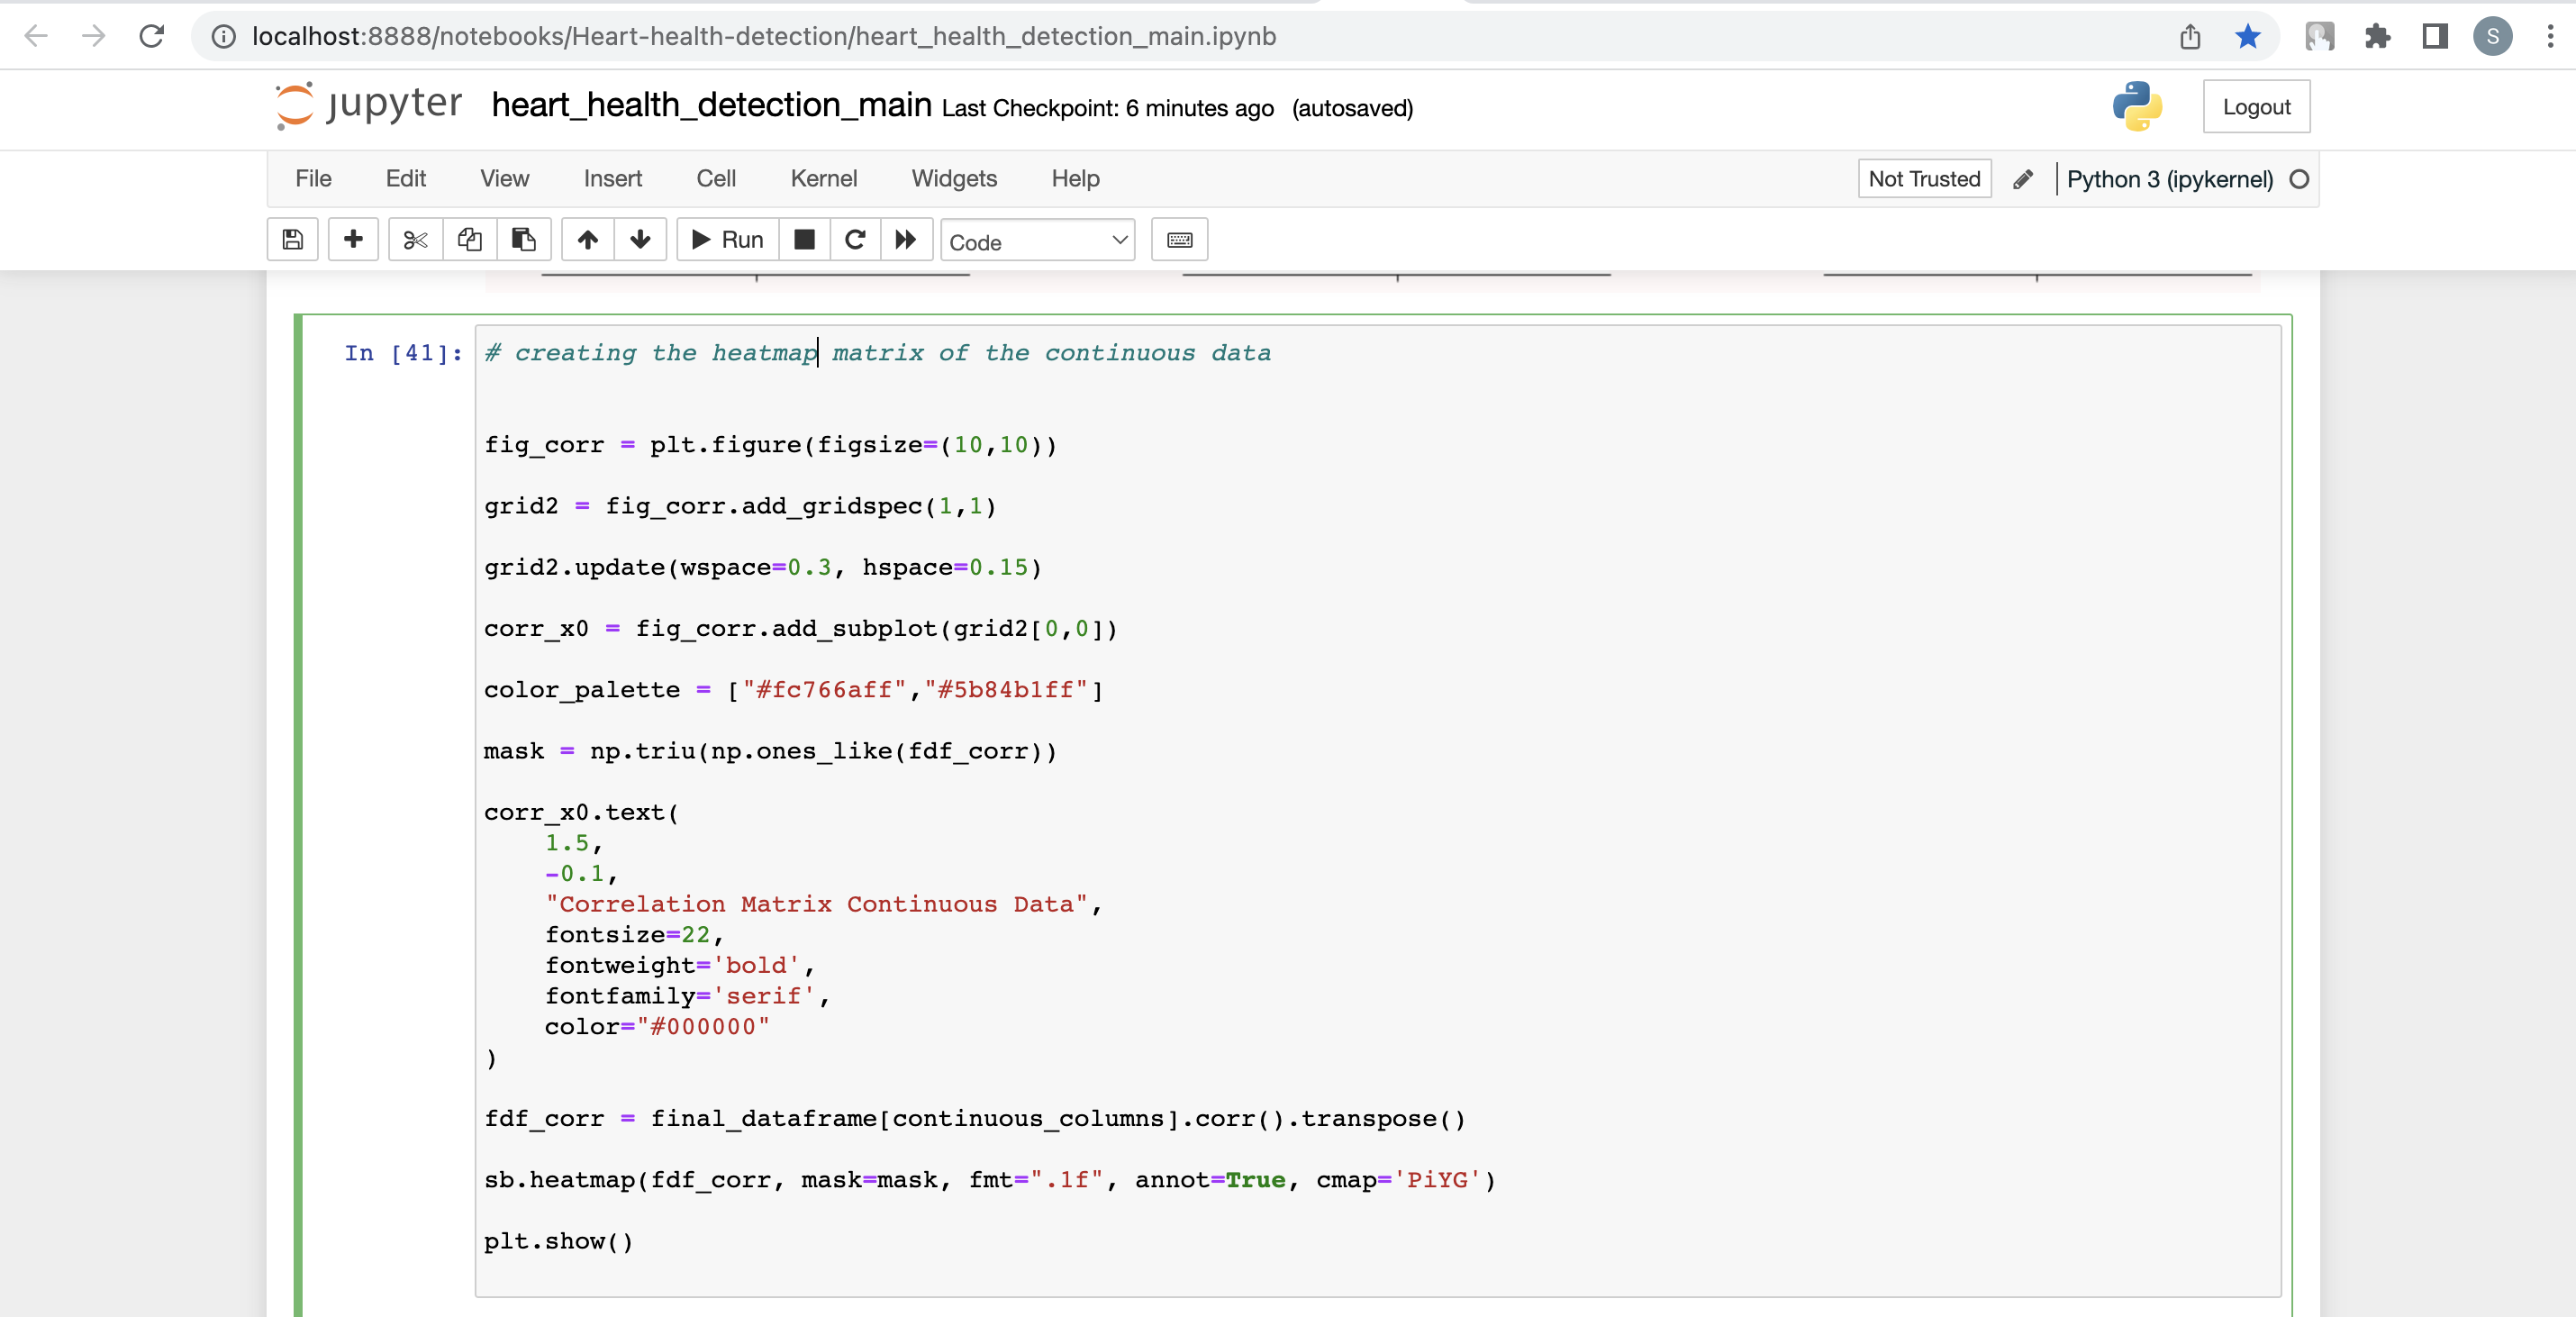 localhost:8888/notebooks/Heart-health-detection/heart_health_detection_main.ipynb
S
jupyter heart_health_detection_main Last Checkpoint: 6 minutes ago (autosaved)
Logout
File Edit View Insert Cell Kernel Widgets Help
Not Trusted
Python 3 (ipykernel)
Run
Code
In [41]: # creating the heatmap matrix of the continuous data
fig_corr = plt.figure(figsize=(10,10))
grid2 = fig_corr.add_gridspec(1,1)
grid2.update(wspace=0.3, hspace=0.15)
corr_x0 = fig_corr.add_subplot(grid2[0,0])
color_palette = ["#fc766aff","#5b84b1ff"]
mask = np.triu(np.ones_like(fdf_corr))
corr_x0.text(
    1.5,
    -0.1,
    "Correlation Matrix Continuous Data",
    fontsize=22,
    fontweight='bold',
    fontfamily='serif',
    color="#000000"
)
fdf_corr = final_dataframe[continuous_columns].corr().transpose()
sb.heatmap(fdf_corr, mask=mask, fmt=".1f", annot=True, cmap='PiYG')
plt.show()